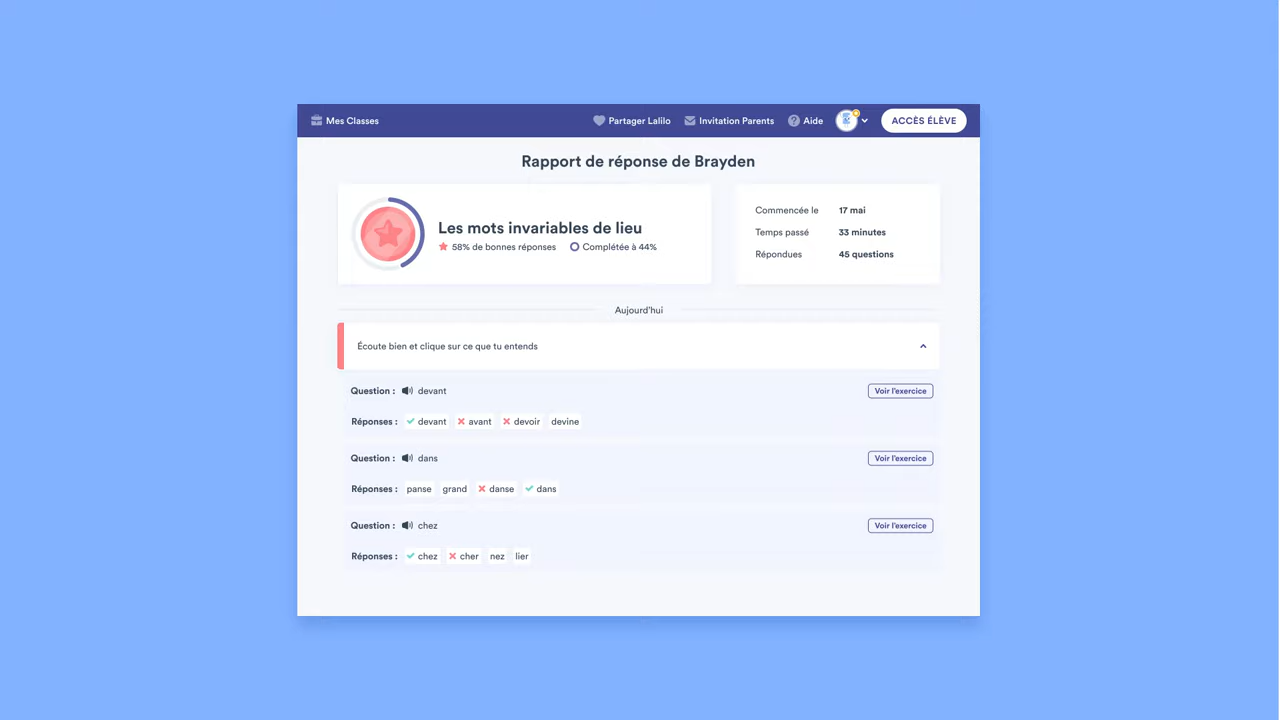 Mes Classes Partager Lalilo Invitation Parents Aide ACCÈS ÉLÈVE
Rapport de réponse de Brayden
Les mots invariables de lieu
58% de bonnes réponses Complétée à 44%
Commencée le 17 mai
Temps passé 33 minutes
Répondues 45 questions
Aujourd'hui
Écoute bien et clique sur ce que tu entends
Question : devant Voir l'exercice
Réponses : devant avant devoir devine
Question : dans Voir l'exercice
Réponses : panse grand danse dans
Question : chez Voir l'exercice
Réponses : chez cher nez lier